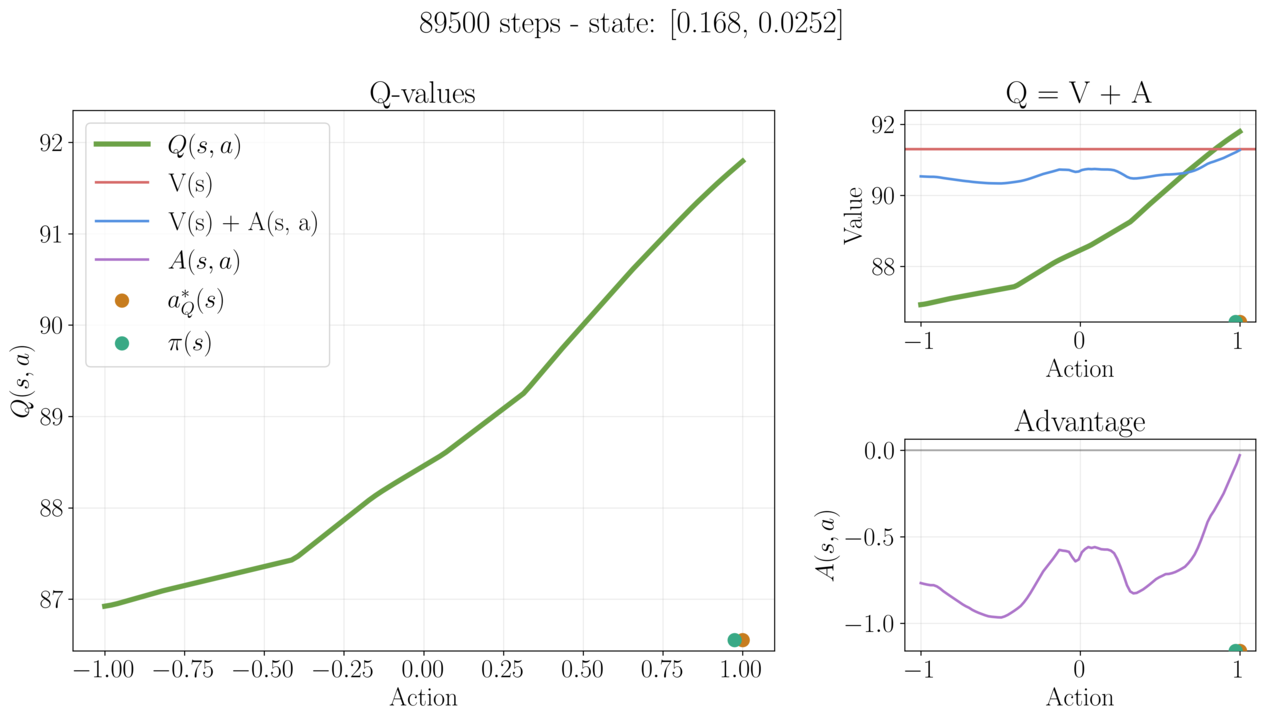 89500 steps - state: [0.168, 0.0252]
Q-values
Q(s, a)
V(s)
V(s) + A(s, a)
A(s, a)
a*Q(s)
π(s)
92
91
90
89
88
87
Q(s, a)
−1.00 −0.75 −0.50 −0.25 0.00 0.25 0.50 0.75 1.00
Action
Q = V + A
92
90
88
Value
−1 0 1
Action
Advantage
0.0
−0.5
−1.0
A(s, a)
−1 0 1
Action